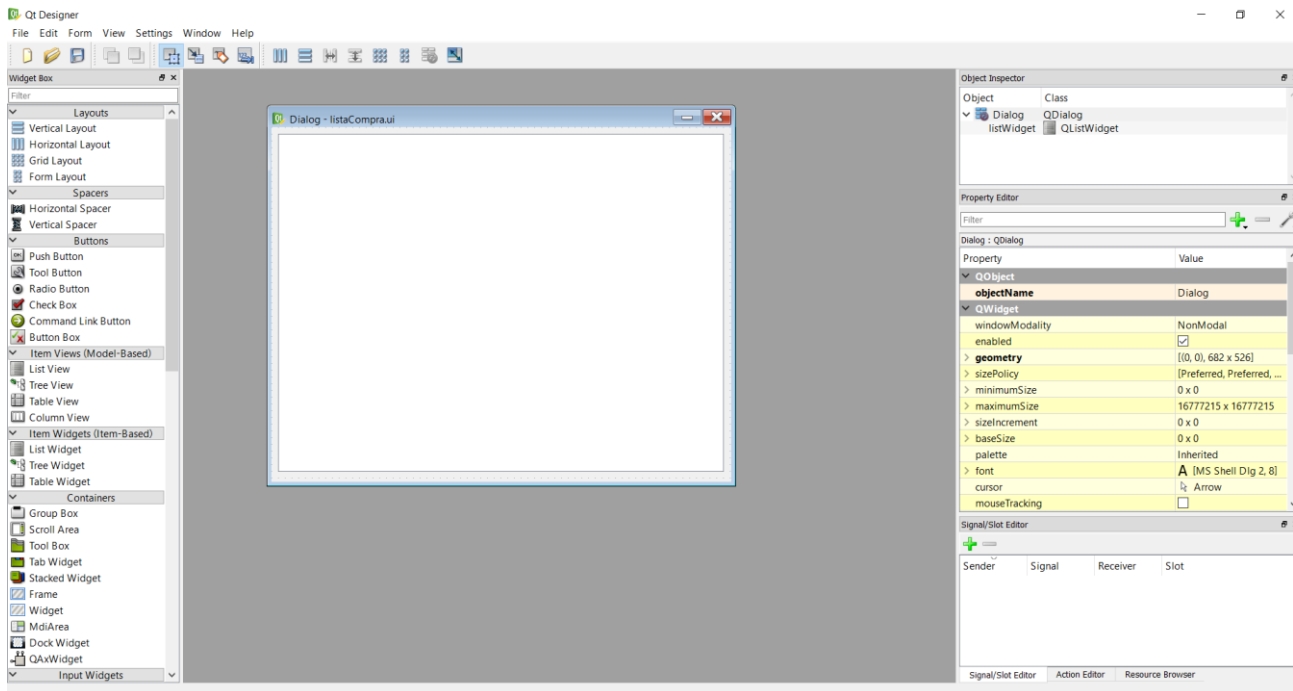 Qt Designer
File Edit Form View Settings Window Help
Widget Box
Filter
Layouts
Vertical Layout
Horizontal Layout
Grid Layout
Form Layout
Spacers
Horizontal Spacer
Vertical Spacer
Buttons
Push Button
Tool Button
Radio Button
Check Box
Command Link Button
Button Box
Item Views (Model-Based)
List View
Tree View
Table View
Column View
Item Widgets (Item-Based)
List Widget
Tree Widget
Table Widget
Containers
Group Box
Scroll Area
Tool Box
Tab Widget
Stacked Widget
Frame
Widget
MdiArea
Dock Widget
QAxWidget
Input Widgets
Dialog - listaCompra.ui
Object Inspector
Object Class
Dialog QDialog
listWidget QListWidget
Property Editor
Filter
Dialog : QDialog
Property Value
QObject
objectName Dialog
QWidget
windowModality NonModal
enabled
geometry [(0, 0), 682 x 526]
sizePolicy [Preferred, Preferred, ...
minimumSize 0 x 0
maximumSize 16777215 x 16777215
sizeIncrement 0 x 0
baseSize 0 x 0
palette Inherited
font A [MS Shell Dlg 2, 8]
cursor Arrow
mouseTracking
Signal/Slot Editor
Sender Signal Receiver Slot
Signal/Slot Editor Action Editor Resource Browser